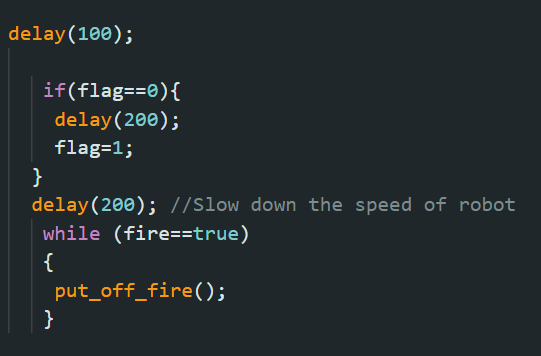 delay(100);
if(flag==0){
delay(200);
flag=1;
}
delay(200); //Slow down the speed of robot
while (fire==true)
{
put_off_fire();
}